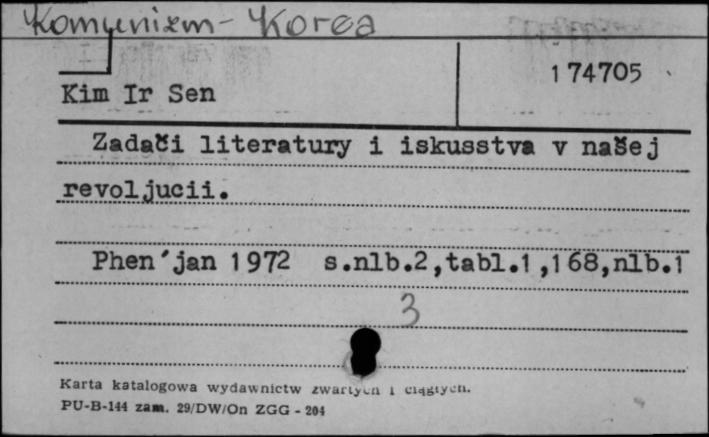 Komunizm - Korea
174705
Kim Ir Sen
Zadači literatury i iskusstva v našej
revoljucii.
Phen'jan 1972 s.nlb.2,tabl.1,168,nlb.1
3
Karta katalogowa wydawnictw zwartych i ciągłych.
PU-B-144 zam. 29/DW/On ZGG - 204